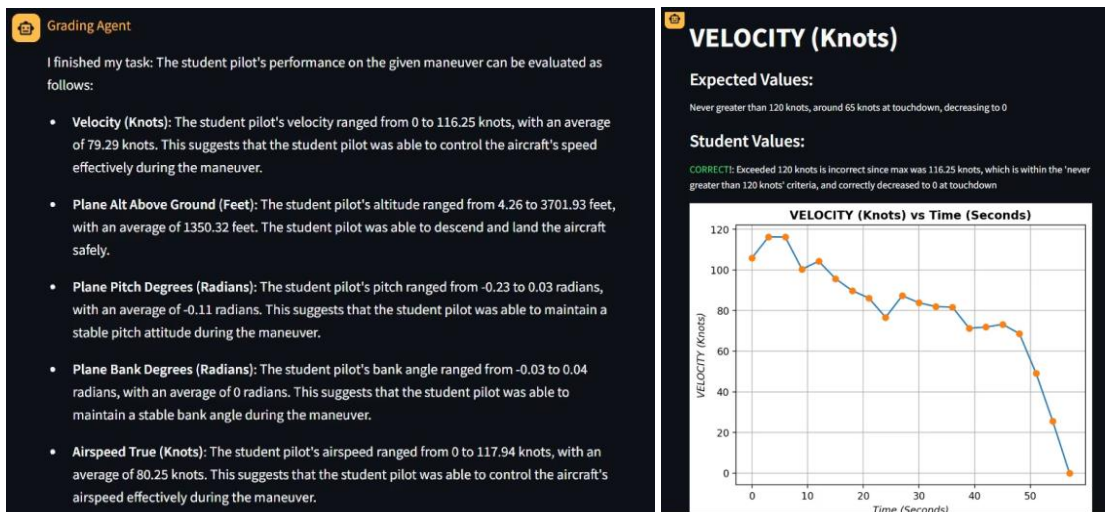 Grading Agent
I finished my task: The student pilot's performance on the given maneuver can be evaluated as
follows:
• Velocity (Knots): The student pilot's velocity ranged from 0 to 116.25 knots, with an average
of 79.29 knots. This suggests that the student pilot was able to control the aircraft's speed
effectively during the maneuver.
• Plane Alt Above Ground (Feet): The student pilot's altitude ranged from 4.26 to 3701.93 feet,
with an average of 1350.32 feet. The student pilot was able to descend and land the aircraft
safely.
• Plane Pitch Degrees (Radians): The student pilot's pitch ranged from -0.23 to 0.03 radians,
with an average of -0.11 radians. This suggests that the student pilot was able to maintain a
stable pitch attitude during the maneuver.
• Plane Bank Degrees (Radians): The student pilot's bank angle ranged from -0.03 to 0.04
radians, with an average of 0 radians. This suggests that the student pilot was able to
maintain a stable bank angle during the maneuver.
• Airspeed True (Knots): The student pilot's airspeed ranged from 0 to 117.94 knots, with an
average of 80.25 knots. This suggests that the student pilot was able to control the aircraft's
airspeed effectively during the maneuver.
VELOCITY (Knots)
Expected Values:
Never greater than 120 knots, around 65 knots at touchdown, decreasing to 0
Student Values:
CORRECT!: Exceeded 120 knots is incorrect since max was 116.25 knots, which is within the 'never
greater than 120 knots' criteria, and correctly decreased to 0 at touchdown
VELOCITY (Knots) vs Time (Seconds)
VELOCITY (Knots)
120
100
80
60
40
20
0
0 10 20 30 40 50
Time (Seconds)